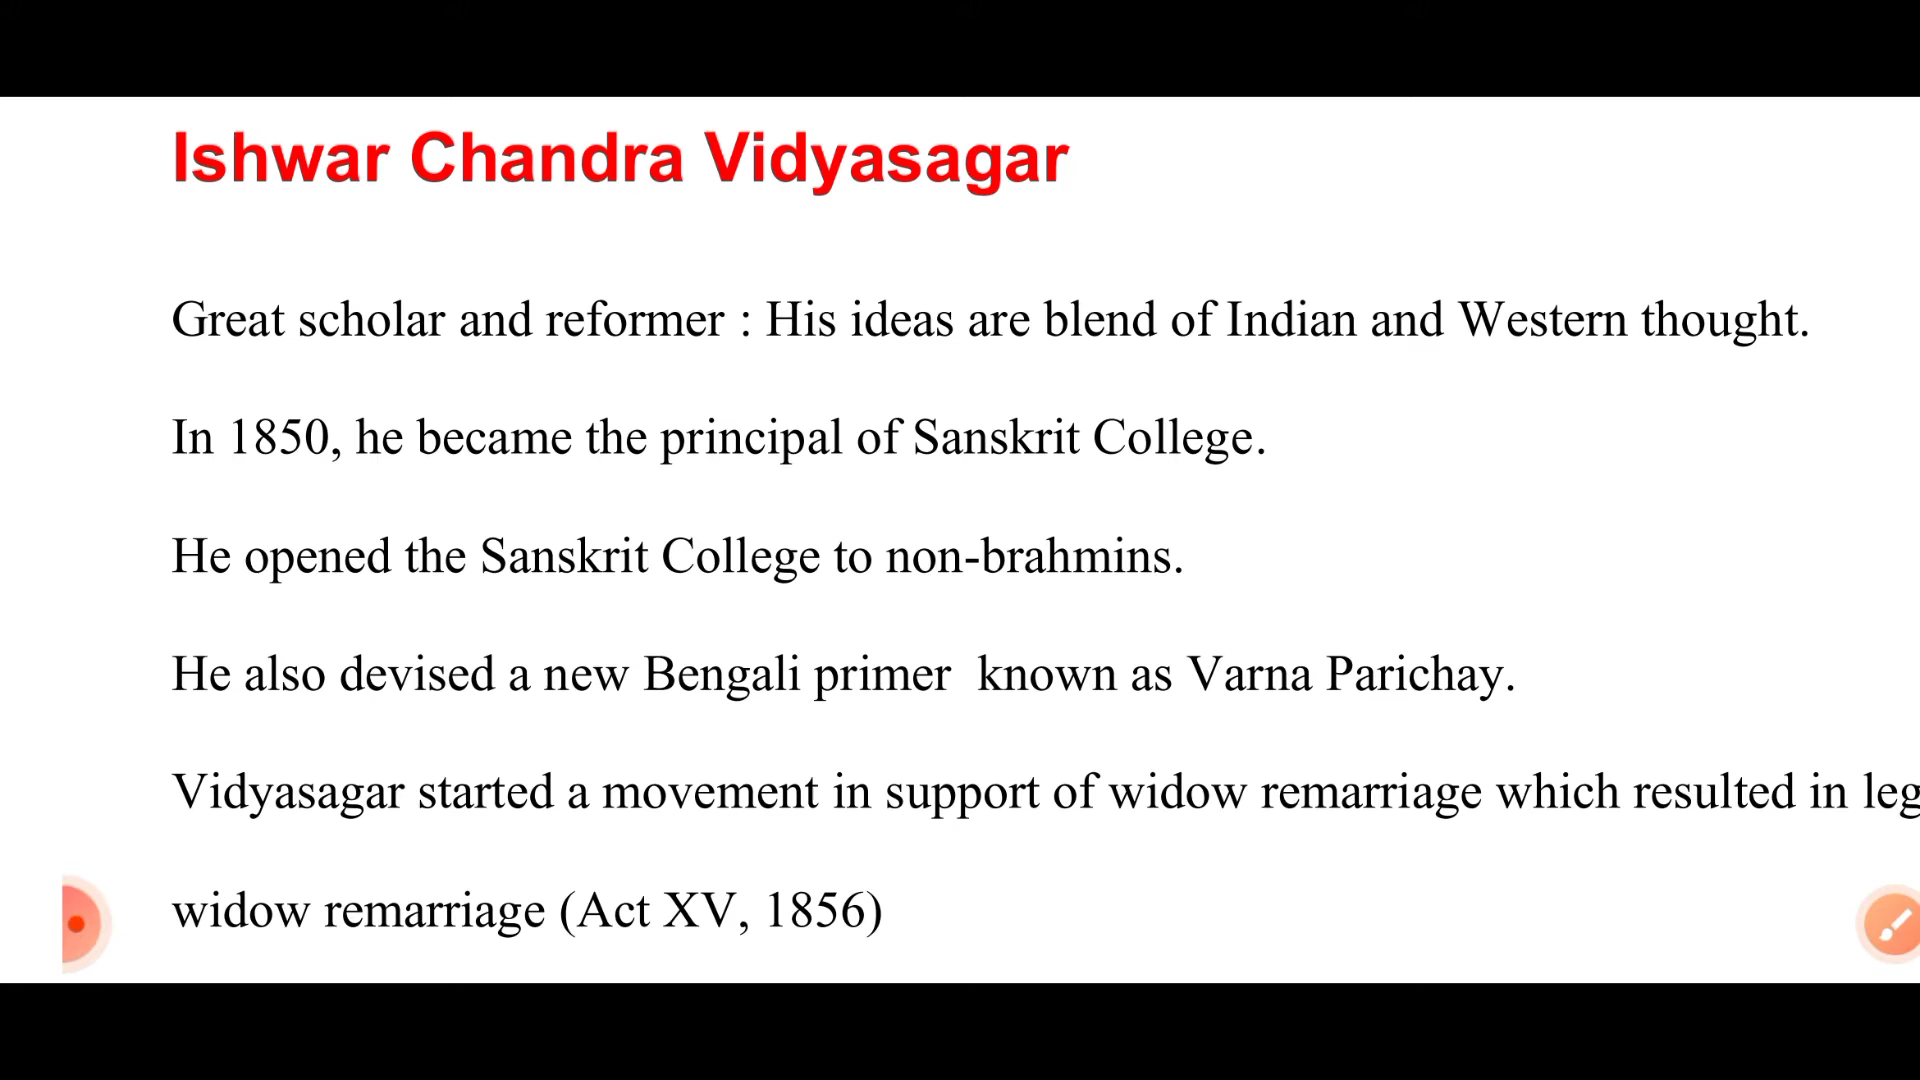 Ishwar Chandra Vidyasagar
Great scholar and reformer : His ideas are blend of Indian and Western thought.
In 1850, he became the principal of Sanskrit College.
He opened the Sanskrit College to non-brahmins.
He also devised a new Bengali primer  known as Varna Parichay.
Vidyasagar started a movement in support of widow remarriage which resulted in
widow remarriage (Act XV, 1856)